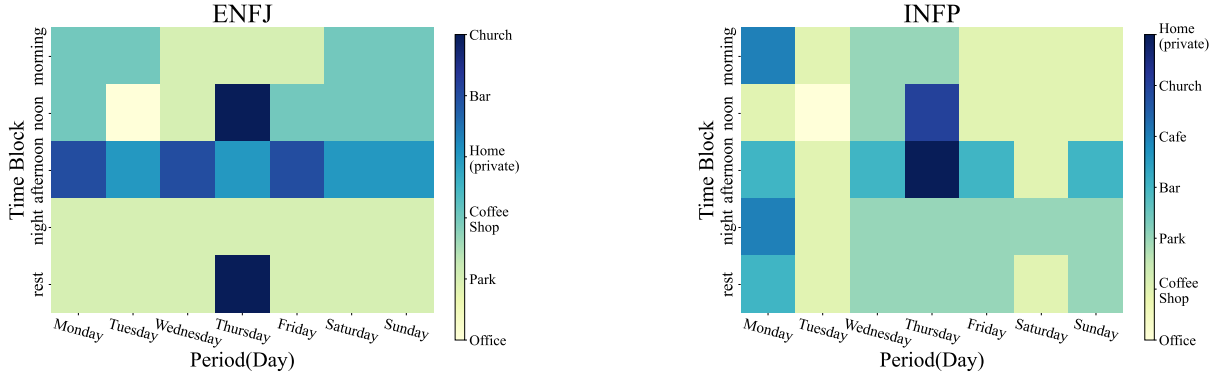 ENFJ
morning
noon
afternoon
night
rest
Time Block
Monday
Tuesday
Wednesday
Thursday
Friday
Saturday
Sunday
Period(Day)
Church
Bar
Home
(private)
Coffee
Shop
Park
Office
INFP
morning
noon
afternoon
night
rest
Time Block
Monday
Tuesday
Wednesday
Thursday
Friday
Saturday
Sunday
Period(Day)
Home
(private)
Church
Cafe
Bar
Park
Coffee
Shop
Office